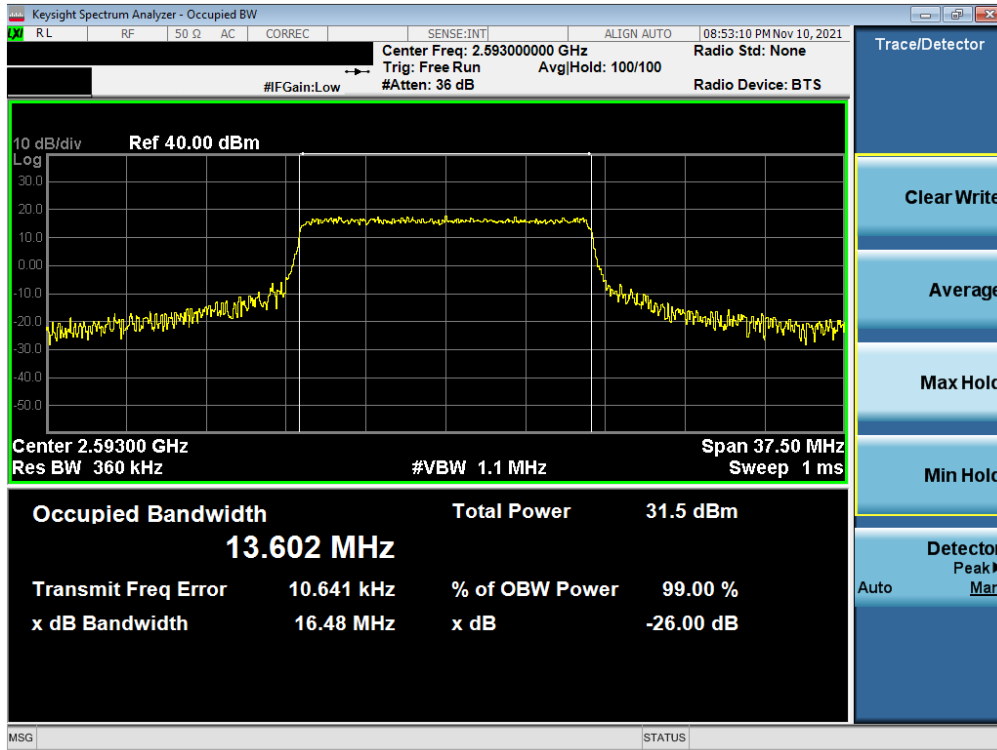 Keysight Spectrum Analyzer - Occupied BW
LXI RL RF 50 Ω AC CORREC SENSE:INT ALIGN AUTO 08:53:10 PM Nov 10, 2021
Center Freq: 2.593000000 GHz Radio Std: None
Trig: Free Run Avg|Hold: 100/100
#IFGain:Low #Atten: 36 dB Radio Device: BTS
Trace/Detector
10 dB/div Ref 40.00 dBm
Log
30.0
20.0
10.0
0.00
-10.0
-20.0
-30.0
-40.0
-50.0
Center 2.59300 GHz Span 37.50 MHz
Res BW 360 kHz #VBW 1.1 MHz Sweep 1 ms
Occupied Bandwidth Total Power 31.5 dBm
13.602 MHz
Transmit Freq Error 10.641 kHz % of OBW Power 99.00 %
x dB Bandwidth 16.48 MHz x dB -26.00 dB
Clear Write
Average
Max Hold
Min Hold
Detector
Peak
Auto Man
MSG STATUS